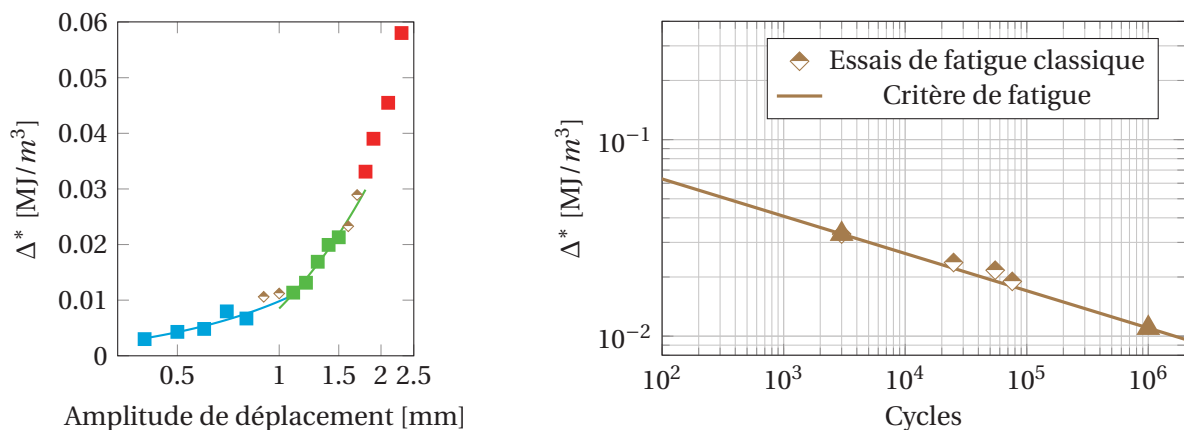 0.06
0.05
0.04
0.03
0.02
0.01
0
Δ* [MJ/m³]
0.5 1 1.5 2 2.5
Amplitude de déplacement [mm]
Essais de fatigue classique
Critère de fatigue
10⁻¹
10⁻²
Δ* [MJ/m³]
10² 10³ 10⁴ 10⁵ 10⁶
Cycles